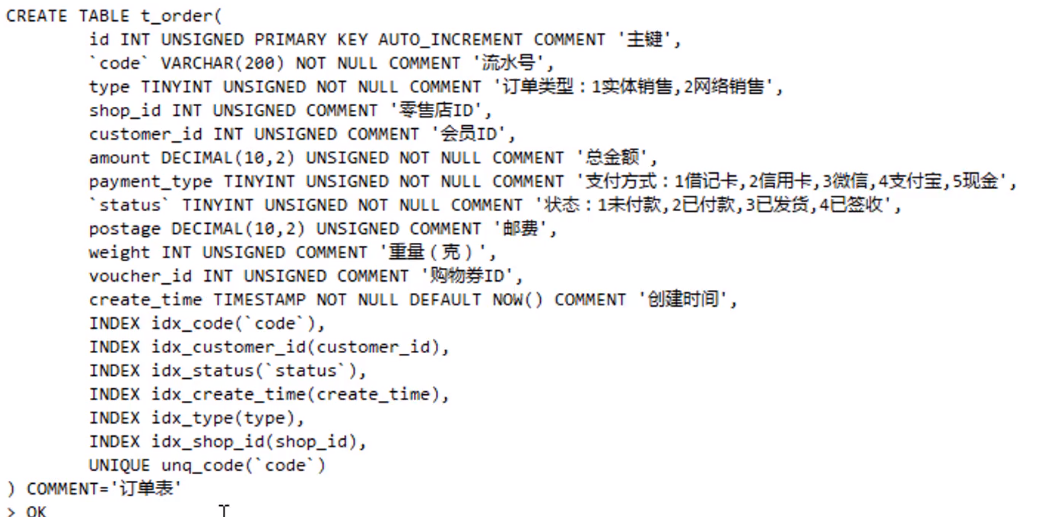 CREATE TABLE t_order(
id INT UNSIGNED PRIMARY KEY AUTO_INCREMENT COMMENT '主键',
`code` VARCHAR(200) NOT NULL COMMENT '流水号',
type TINYINT UNSIGNED NOT NULL COMMENT '订单类型：1实体销售,2网络销售',
shop_id INT UNSIGNED COMMENT '零售店ID',
customer_id INT UNSIGNED COMMENT '会员ID',
amount DECIMAL(10,2) UNSIGNED NOT NULL COMMENT '总金额',
payment_type TINYINT UNSIGNED NOT NULL COMMENT '支付方式：1借记卡,2信用卡,3微信,4支付宝,5现金',
`status` TINYINT UNSIGNED NOT NULL COMMENT '状态：1未付款,2已付款,3已发货,4已签收',
postage DECIMAL(10,2) UNSIGNED COMMENT '邮费',
weight INT UNSIGNED COMMENT '重量（克）',
voucher_id INT UNSIGNED COMMENT '购物券ID',
create_time TIMESTAMP NOT NULL DEFAULT NOW() COMMENT '创建时间',
INDEX idx_code(`code`),
INDEX idx_customer_id(customer_id),
INDEX idx_status(`status`),
INDEX idx_create_time(create_time),
INDEX idx_type(type),
INDEX idx_shop_id(shop_id),
UNIQUE unq_code(`code`)
) COMMENT='订单表'
> OK